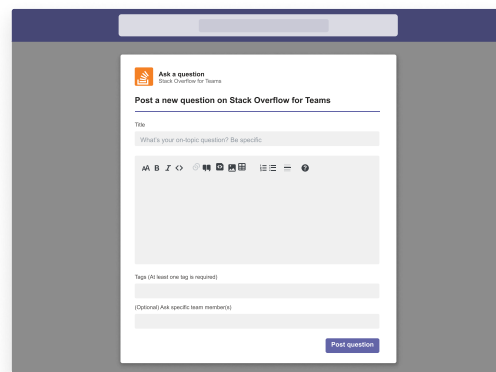 Ask a question
Stack Overflow for Teams
Post a new question on Stack Overflow for Teams
Title
What's your on-topic question? Be specific
AA B I <>
Tags (At least one tag is required)
(Optional) Ask specific team member(s)
Post question